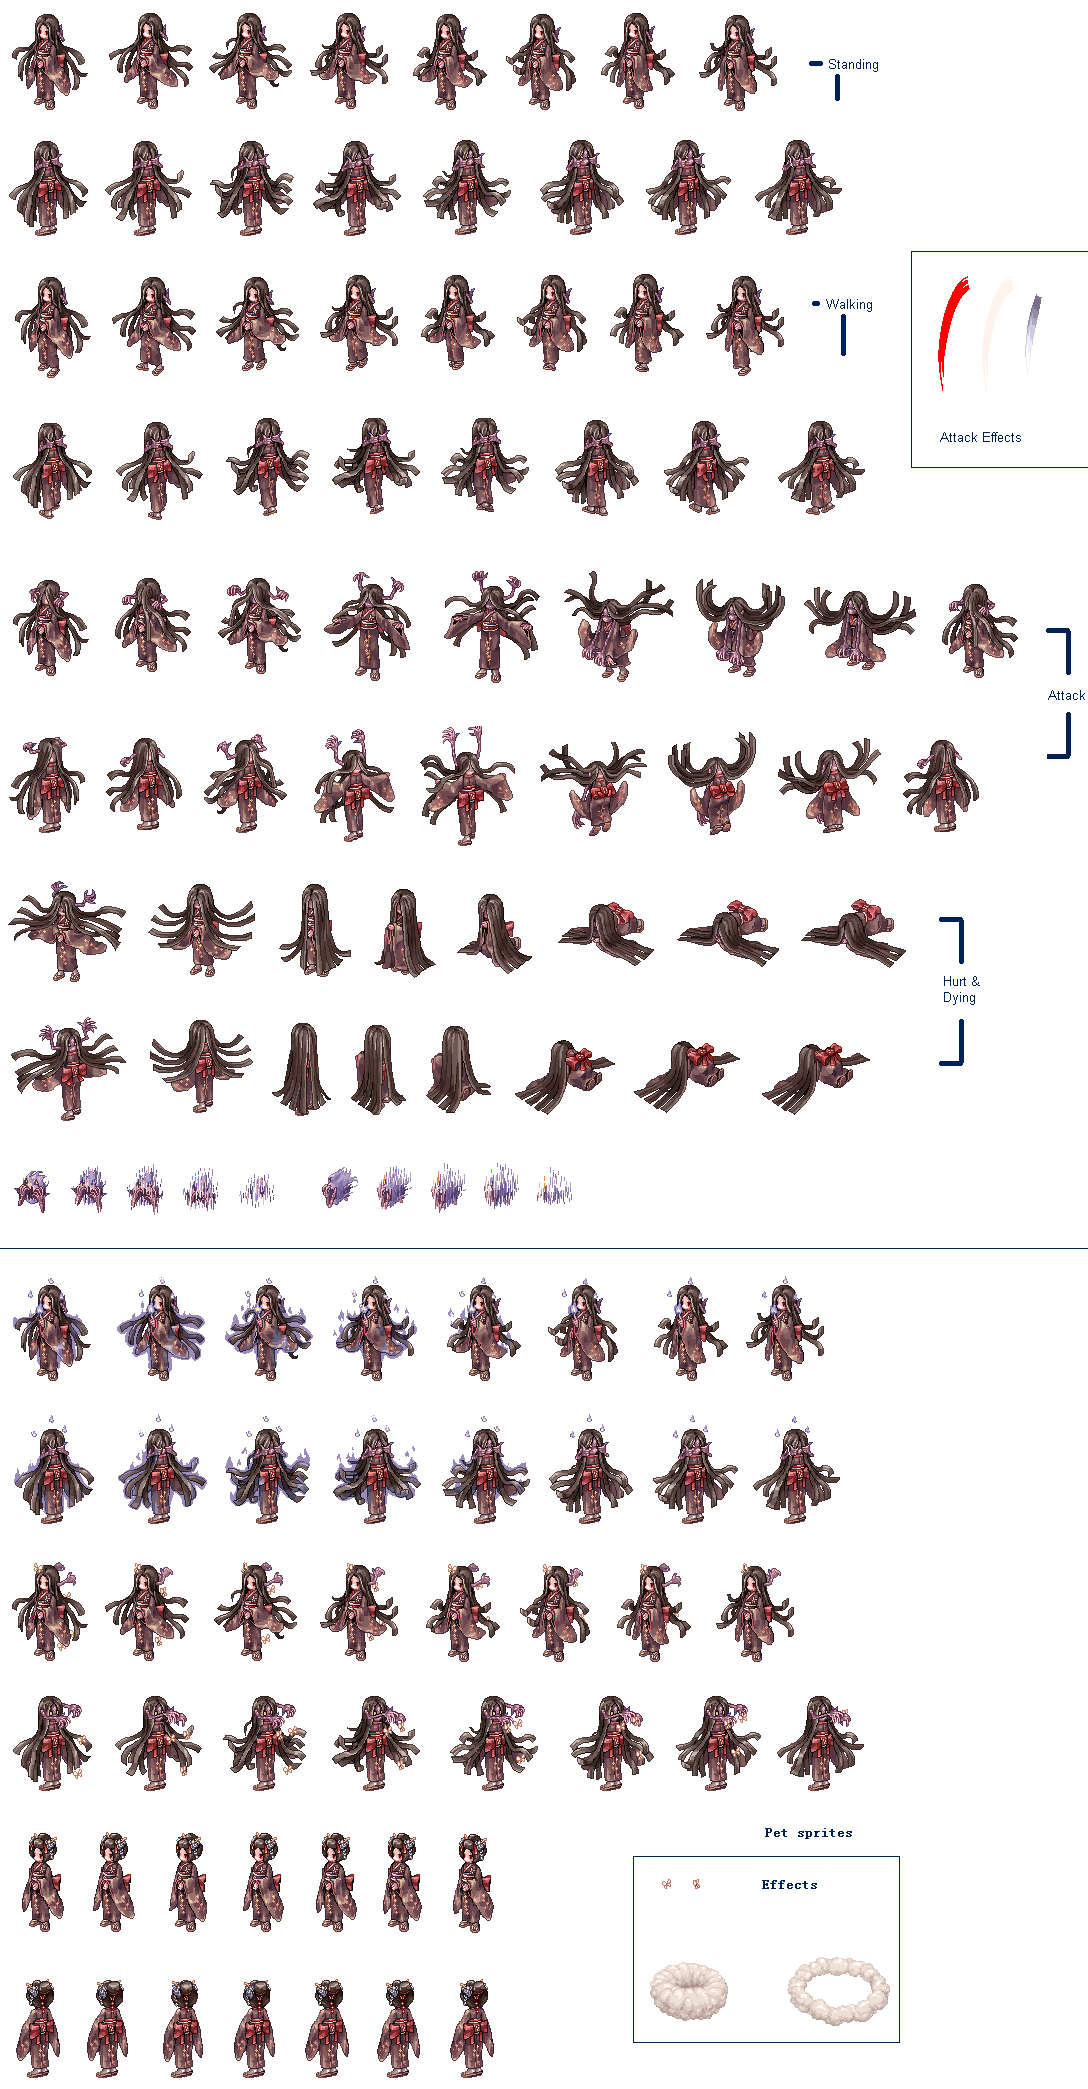 Standing
Walking
Attack Effects
Attack
Hurt &
Dying
Pet sprites
Effects